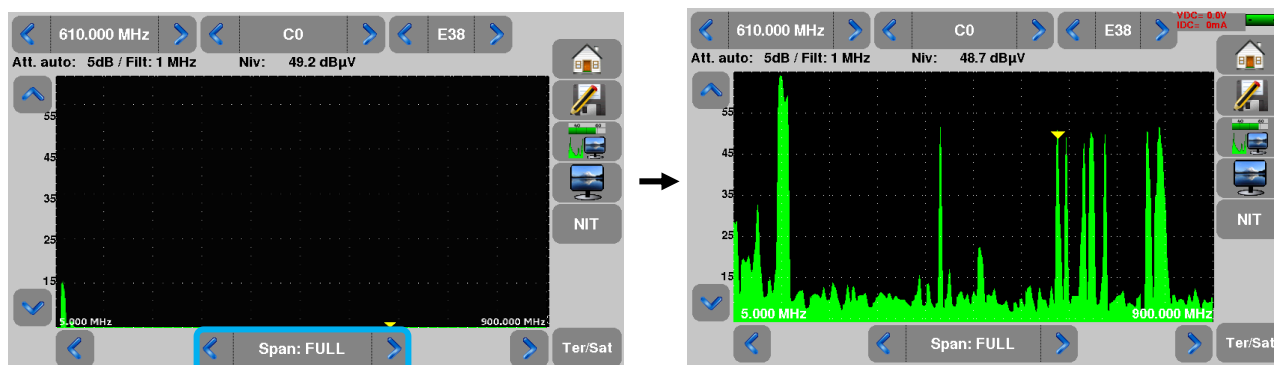 610.000 MHz C0 E38
Att. auto: 5dB / Filt: 1 MHz Niv: 49.2 dBµV
55
45
35
25
15
5.000 MHz 900.000 MHz
NIT
Span: FULL
Ter/Sat
VDC= 0.0V
IDC= 0mA
610.000 MHz C0 E38
Att. auto: 5dB / Filt: 1 MHz Niv: 48.7 dBµV
55
45
35
25
15
5.000 MHz 900.000 MHz
NIT
Span: FULL
Ter/Sat